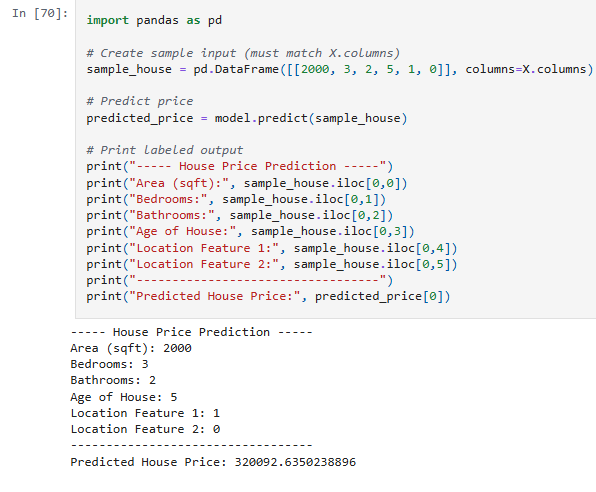 In [70]:
import pandas as pd
# Create sample input (must match X.columns)
sample_house = pd.DataFrame([[2000, 3, 2, 5, 1, 0]], columns=X.columns)
# Predict price
predicted_price = model.predict(sample_house)
# Print labeled output
print("----- House Price Prediction -----")
print("Area (sqft):", sample_house.iloc[0,0])
print("Bedrooms:", sample_house.iloc[0,1])
print("Bathrooms:", sample_house.iloc[0,2])
print("Age of House:", sample_house.iloc[0,3])
print("Location Feature 1:", sample_house.iloc[0,4])
print("Location Feature 2:", sample_house.iloc[0,5])
print("----------------------------------")
print("Predicted House Price:", predicted_price[0])
----- House Price Prediction -----
Area (sqft): 2000
Bedrooms: 3
Bathrooms: 2
Age of House: 5
Location Feature 1: 1
Location Feature 2: 0
----------------------------------
Predicted House Price: 320092.6350238896